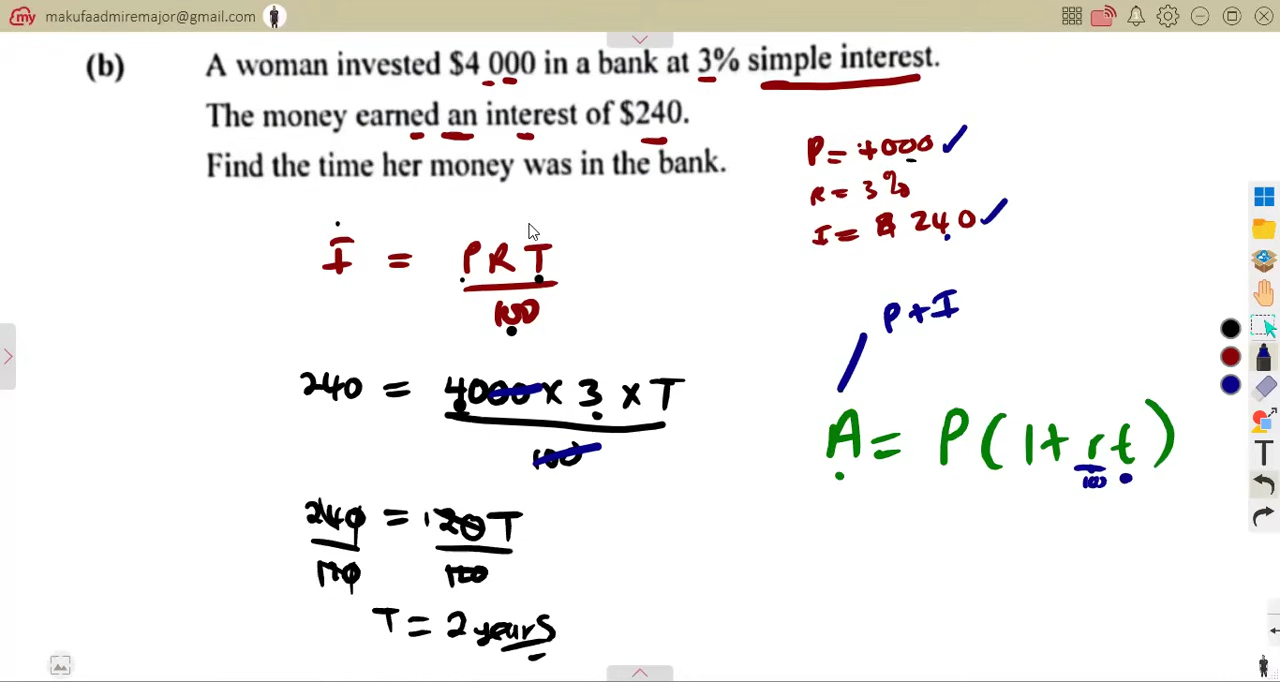 my makufaadmiremajor@gmail.com
(b) A woman invested $4 000 in a bank at 3% simple interest.
The money earned an interest of $240.
Find the time her money was in the bank.
P = 4000 ✓
R = 3%
I = $ 240 ✓
I = PRT
100
P + I
240 = 4000 x 3 x T
100
A = P(1 + rt)
100
240 = 120T
120 120
T = 2 years
T